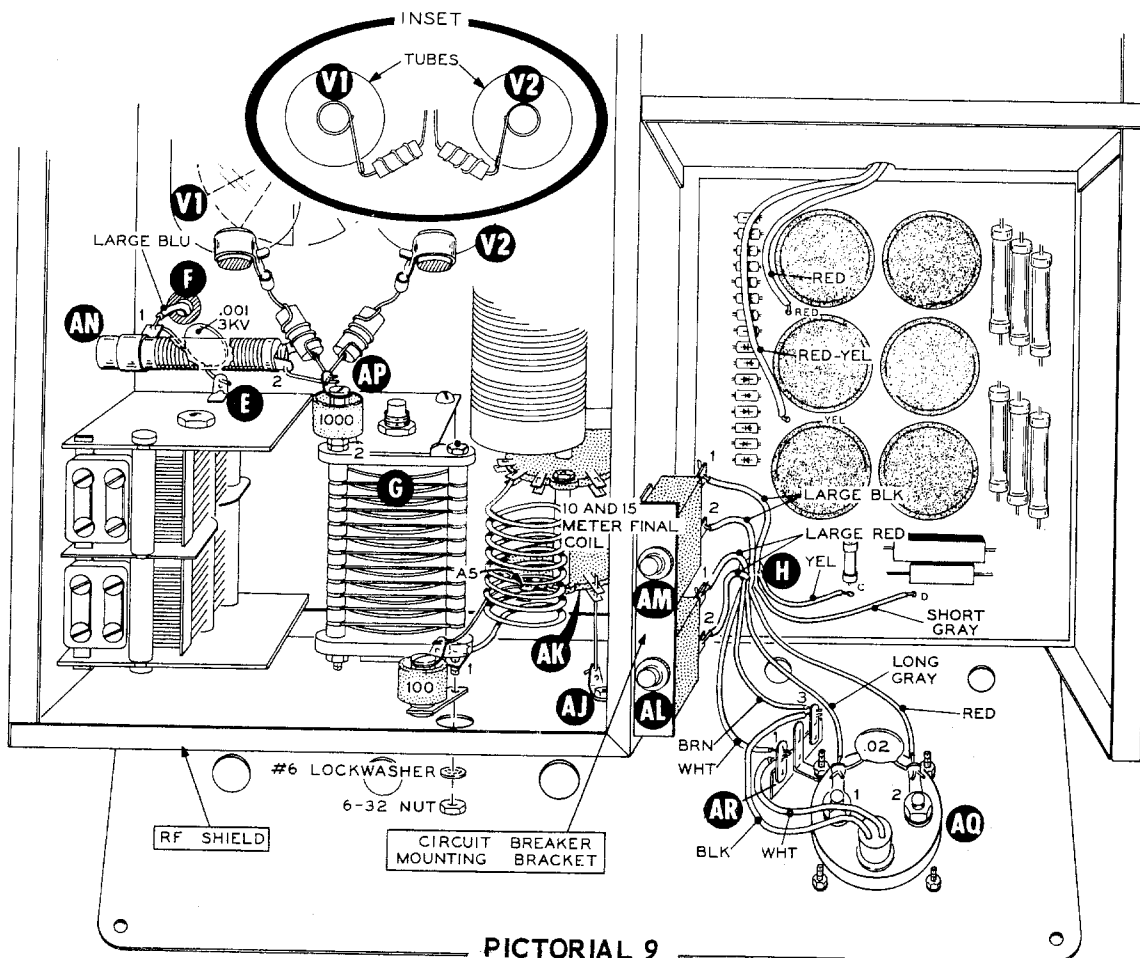 INSET
TUBES
V1
V2
V1
V2
LARGE BLU
F
AN
1
.001
3KV
2
E
AP
1000
2
G
10 AND 15
METER FINAL
COIL
A5
AK
AJ
100
1
RED
RED
RED-YEL
YEL
1
LARGE BLK
2
LARGE RED
1
H
YEL
C
D
SHORT
GRAY
2
AM
AL
LONG
GRAY
RED
3
BRN
WHT
1
AR
BLK
WHT
.02
1
2
AQ
#6 LOCKWASHER
6-32 NUT
RF SHIELD
CIRCUIT BREAKER
MOUNTING BRACKET
PICTORIAL 9